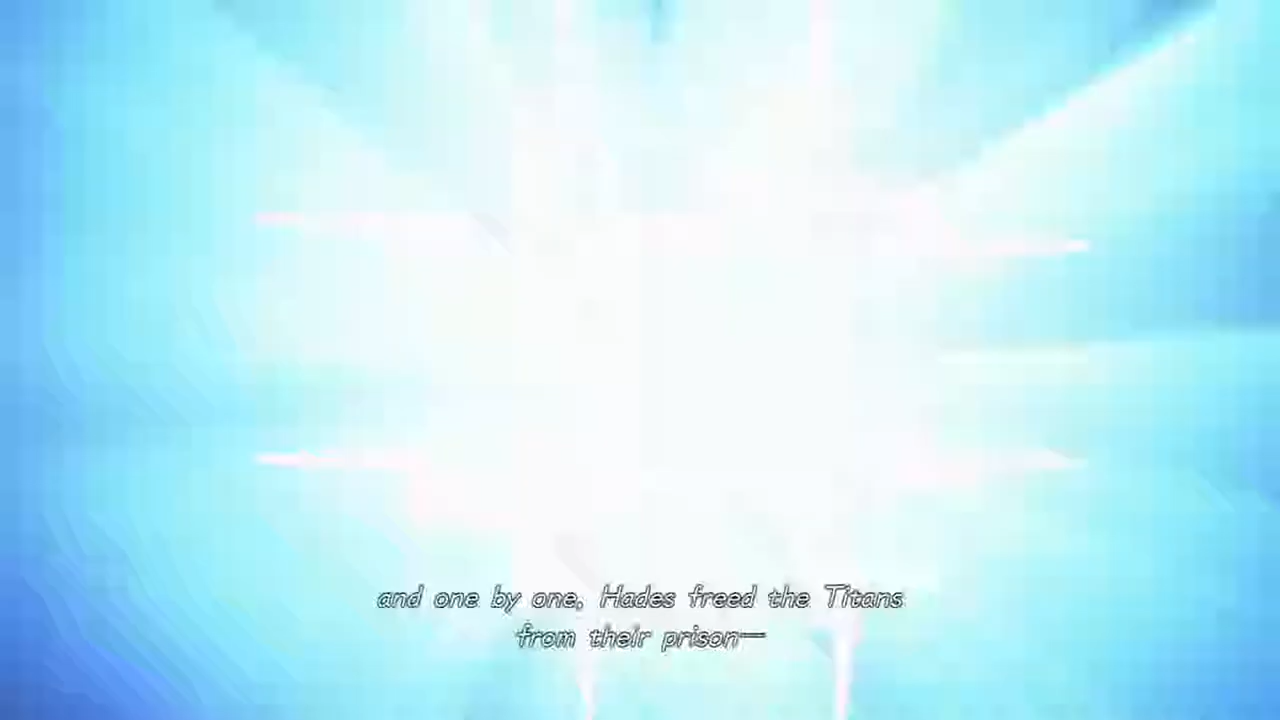 and one by one, Hades freed the Titans
from their prison—